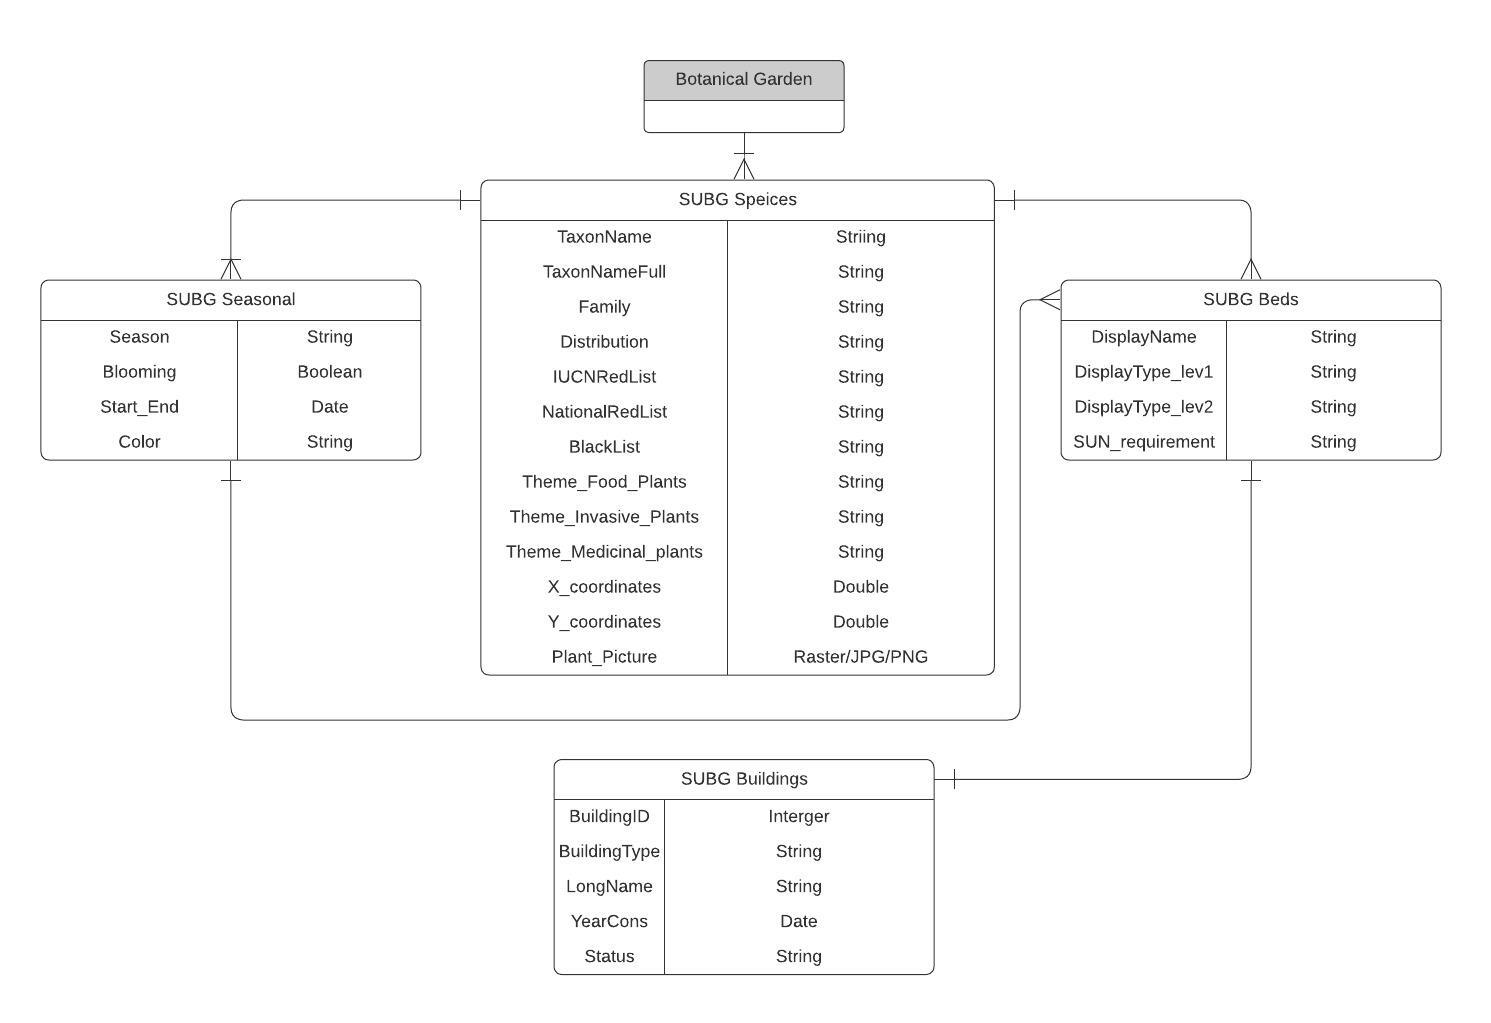 Botanical Garden
SUBG Speices
TaxonName Striing
TaxonNameFull String
Family String
Distribution String
IUCNRedList String
NationalRedList String
BlackList String
Theme_Food_Plants String
Theme_Invasive_Plants String
Theme_Medicinal_plants String
X_coordinates Double
Y_coordinates Double
Plant_Picture Raster/JPG/PNG
SUBG Seasonal
Season String
Blooming Boolean
Start_End Date
Color String
SUBG Beds
DisplayName String
DisplayType_lev1 String
DisplayType_lev2 String
SUN_requirement String
SUBG Buildings
BuildingID Interger
BuildingType String
LongName String
YearCons Date
Status String